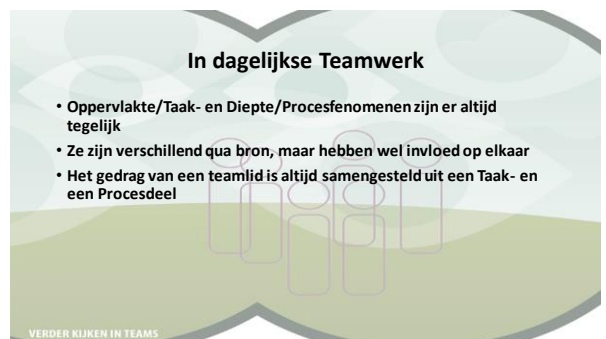 In dagelijkse Teamwerk
• Oppervlakte/Taak- en Diepte/Procesfenomenen zijn er altijd
tegelijk
• Ze zijn verschillend qua bron, maar hebben wel invloed op elkaar
• Het gedrag van een teamlid is altijd samengesteld uit een Taak- en
een Procesdeel
VERDER KIJKEN IN TEAMS